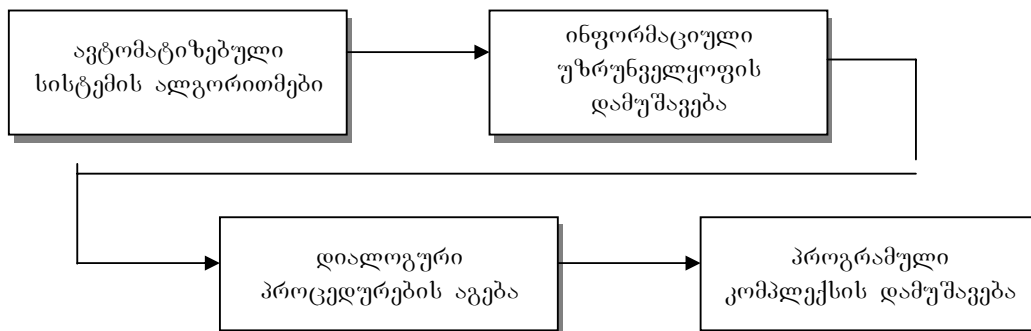 ავტომატიზებული
სისტემის ალგორითმები
ინფორმაციული
უზრუნველყოფის
დამუშავება
დიალოგური
პროცედურების აგება
პროგრამული
კომპლექსის დამუშავება